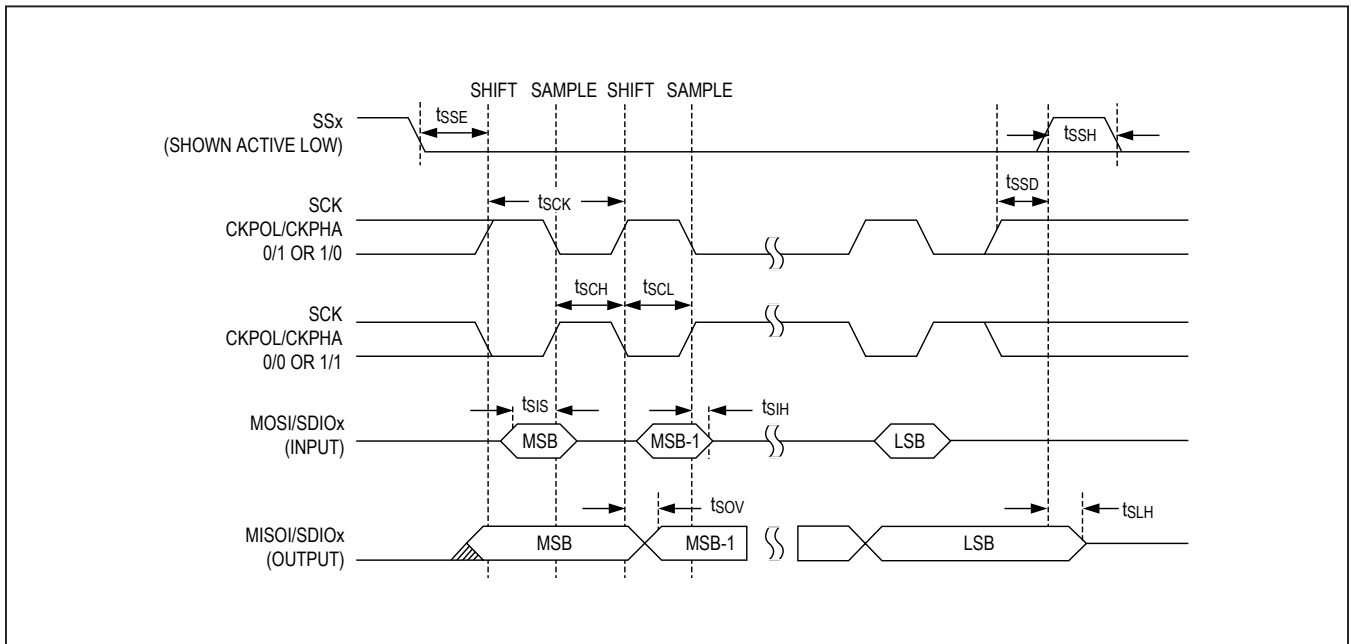 SHIFT SAMPLE SHIFT SAMPLE
SSx
(SHOWN ACTIVE LOW)
tSSE
tSSH
tSSD
SCK
CKPOL/CKPHA
0/1 OR 1/0
tSCK
tSCH
tSCL
SCK
CKPOL/CKPHA
0/0 OR 1/1
tSIS
tSIH
MOSI/SDIOx
(INPUT)
MSB
MSB-1
LSB
tSOV
tSLH
MISOI/SDIOx
(OUTPUT)
MSB
MSB-1
LSB